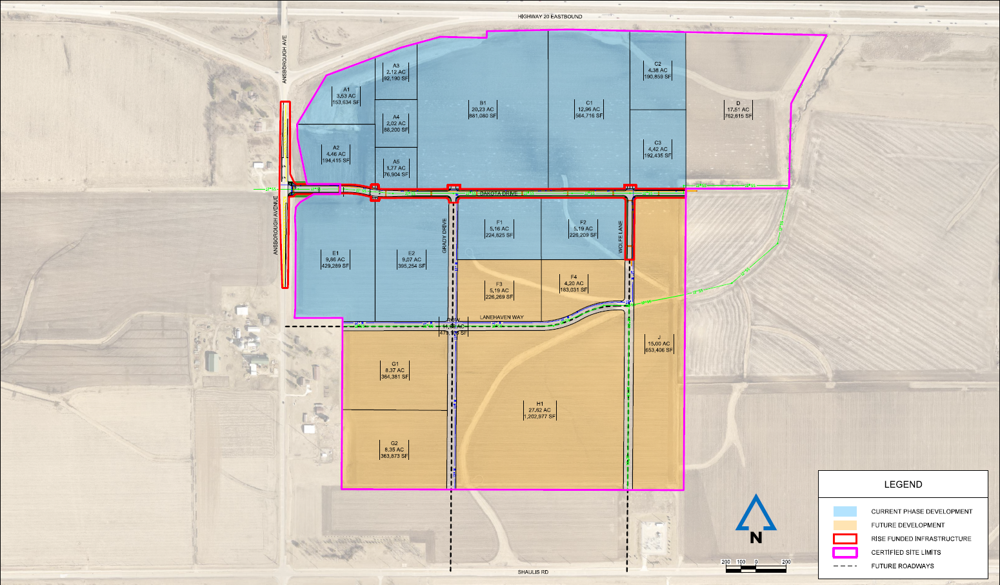 HIGHWAY 20 EASTBOUND
ANSBOROUGH AVE
A1
3.53 AC
153,634 SF
A3
2.12 AC
92,190 SF
A4
2.02 AC
88,200 SF
A2
4.46 AC
194,415 SF
A5
1.77 AC
76,904 SF
B1
20.23 AC
881,080 SF
C1
12.96 AC
564,716 SF
C2
4.38 AC
190,859 SF
C3
4.42 AC
192,435 SF
D
17.51 AC
762,615 SF
DAKOTA DRIVE
ANSBOROUGH AVENUE
E1
9.86 AC
429,289 SF
E2
9.07 AC
395,254 SF
GRADY DRIVE
F1
5.16 AC
224,825 SF
F2
5.19 AC
226,209 SF
WOLFE LANE
F3
5.19 AC
226,269 SF
F4
4.20 AC
183,031 SF
LANEHAVEN WAY
ROW
J
15.00 AC
653,406 SF
G1
8.37 AC
364,381 SF
H1
27.62 AC
1,202,977 SF
G2
8.35 AC
363,873 SF
SHAULIS RD
N
200 100 0 200
LEGEND
CURRENT PHASE DEVELOPMENT
FUTURE DEVELOPMENT
RISE FUNDED INFRASTRUCTURE
CERTIFIED SITE LIMITS
FUTURE ROADWAYS